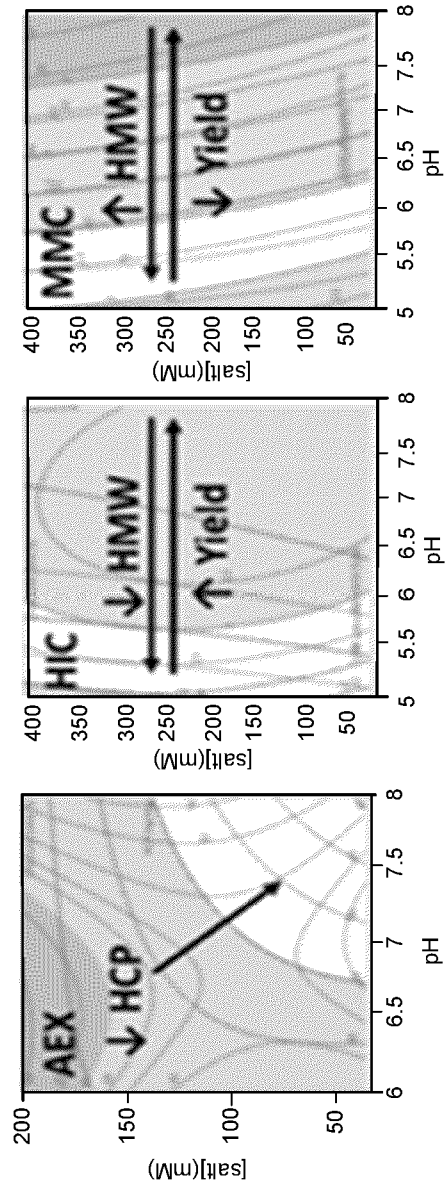 AEX
↓ HCP
200
150
100
50
[salt](mM)
6
6.5
7
7.5
8
pH
HIC
↓ HMW
↑ Yield
400
350
300
250
200
150
100
50
[salt](mM)
5
5.5
6
6.5
7
7.5
8
pH
MMC
↑ HMW
↓ Yield
400
350
300
250
200
150
100
50
[salt](mM)
5
5.5
6
6.5
7
7.5
8
pH